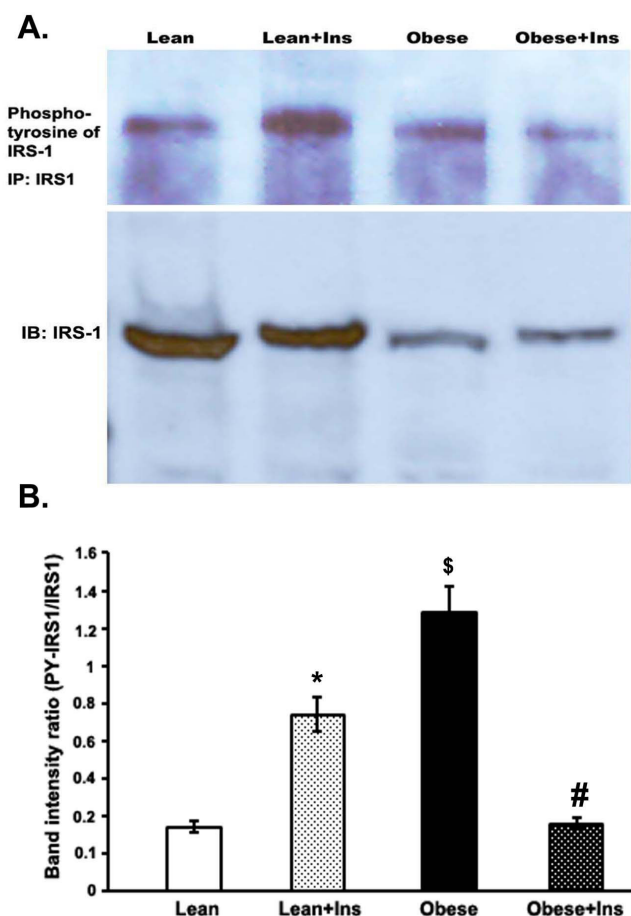 A.
Lean Lean+Ins Obese Obese+Ins
Phospho-
tyrosine of
IRS-1
IP: IRS1
IB: IRS-1
B.
Band intensity ratio (PY-IRS1/IRS1)
1.6
1.4
1.2
1
0.8
0.6
0.4
0.2
0.1
0
*
$
#
Lean Lean+Ins Obese Obese+Ins